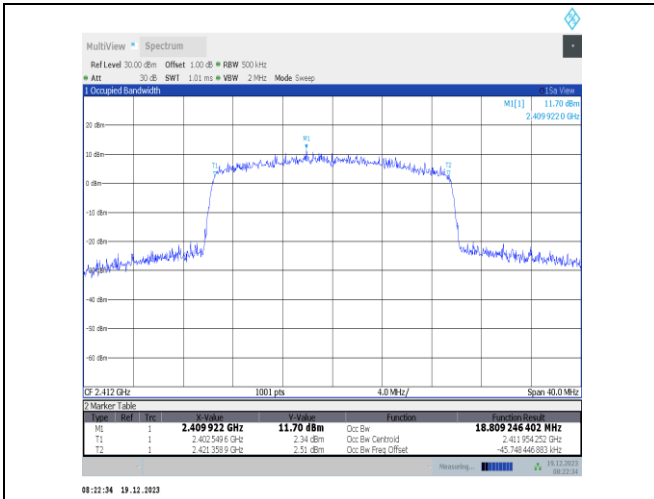 MultiView Spectrum
Ref Level 30.00 dBm Offset 1.00 dB RBW 500 kHz
Att 30 dB SWT 1.01 ms VBW 2 MHz Mode Sweep
1 Occupied Bandwidth 1Sa View
M1[1] 11.70 dBm
2.409 922 0 GHz
20 dBm
M1
10 dBm
T1 T2
0 dBm
-10 dBm
-20 dBm
-30 dBm
-40 dBm
-50 dBm
-60 dBm
CF 2.412 GHz 1001 pts 4.0 MHz/ Span 40.0 MHz
2 Marker Table
Type Ref Trc X-Value Y-Value Function Function Result
M1 1 2.409 922 GHz 11.70 dBm Occ Bw 18.809 246 402 MHz
T1 1 2.402 549 6 GHz 2.34 dBm Occ Bw Centroid 2.411 954 252 GHz
T2 1 2.421 358 9 GHz 2.51 dBm Occ Bw Freq Offset -45.748 446 883 kHz
Measuring... 19.12.2023
08:22:34
08:22:34 19.12.2023